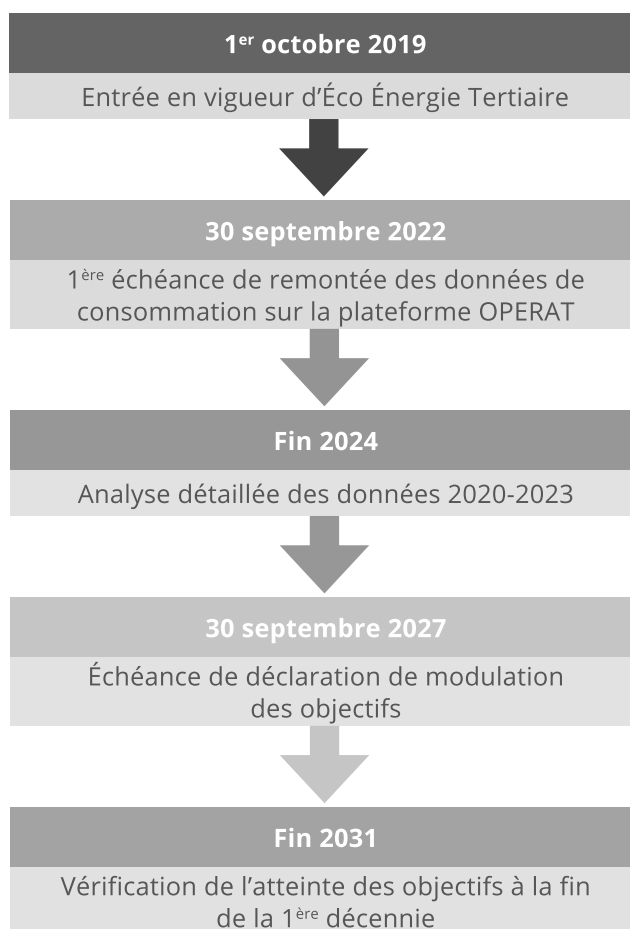 1er octobre 2019
Entrée en vigueur d’Éco Énergie Tertiaire
30 septembre 2022
1ère échéance de remontée des données de
consommation sur la plateforme OPERAT
Fin 2024
Analyse détaillée des données 2020-2023
30 septembre 2027
Échéance de déclaration de modulation
des objectifs
Fin 2031
Vérification de l’atteinte des objectifs à la fin
de la 1ère décennie